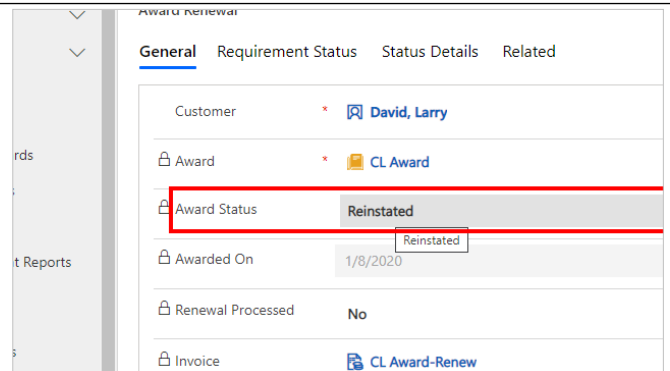 Award Renewal
General Requirement Status Status Details Related
Customer * David, Larry
rds
Award * CL Award
Award Status Reinstated
Reinstated
t Reports
Awarded On 1/8/2020
Renewal Processed No
s
Invoice CL Award-Renew